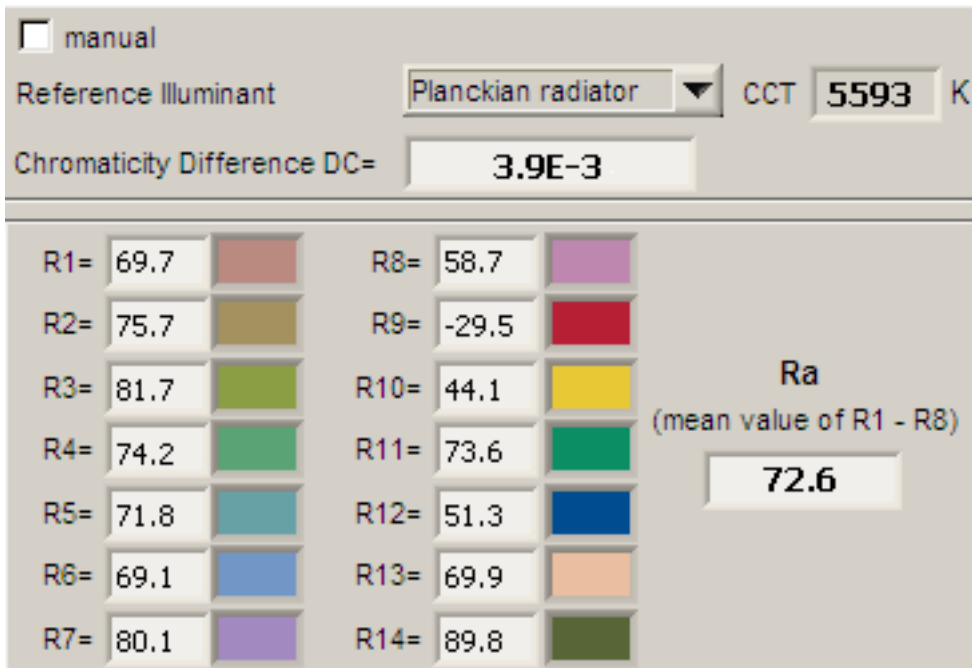 manual
Reference Illuminant Planckian radiator CCT 5593 K
Chromaticity Difference DC= 3.9E-3
R1= 69.7 R8= 58.7
R2= 75.7 R9= -29.5
R3= 81.7 R10= 44.1
R4= 74.2 R11= 73.6
R5= 71.8 R12= 51.3
R6= 69.1 R13= 69.9
R7= 80.1 R14= 89.8
Ra
(mean value of R1 - R8)
72.6